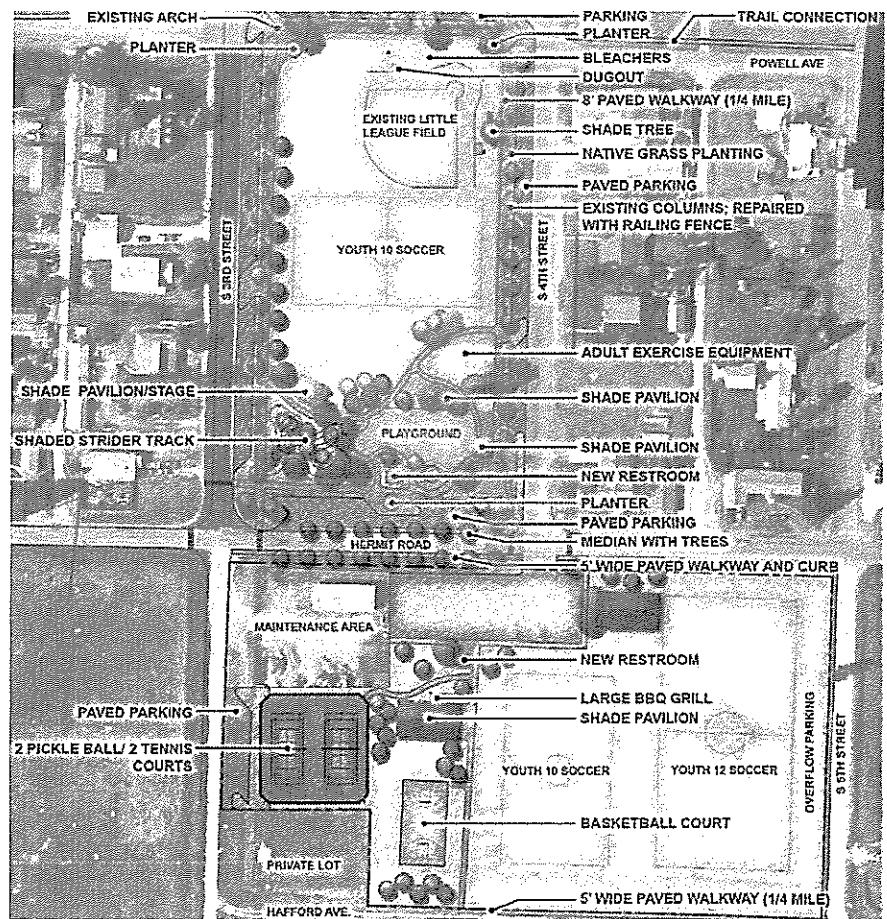 EXISTING ARCH
PARKING
TRAIL CONNECTION
PLANTER
PLANTER
BLEACHERS
POWELL AVE
DUGOUT
8' PAVED WALKWAY (1/4 MILE)
EXISTING LITTLE
LEAGUE FIELD
SHADE TREE
NATIVE GRASS PLANTING
PAVED PARKING
EXISTING COLUMNS; REPAIRED
WITH RAILING FENCE
YOUTH 10 SOCCER
S 3RD STREET
S 4TH STREET
ADULT EXERCISE EQUIPMENT
SHADE PAVILION/STAGE
SHADE PAVILION
SHADED STRIDER TRACK
PLAYGROUND
SHADE PAVILION
NEW RESTROOM
PLANTER
PAVED PARKING
MEDIAN WITH TREES
HERMIT ROAD
5' WIDE PAVED WALKWAY AND CURB
MAINTENANCE AREA
NEW RESTROOM
LARGE BBQ GRILL
PAVED PARKING
SHADE PAVILION
2 PICKLE BALL/ 2 TENNIS
COURTS
YOUTH 10 SOCCER
YOUTH 12 SOCCER
OVERFLOW PARKING
S 5TH STREET
BASKETBALL COURT
PRIVATE LOT
5' WIDE PAVED WALKWAY (1/4 MILE)
HAFFORD AVE.